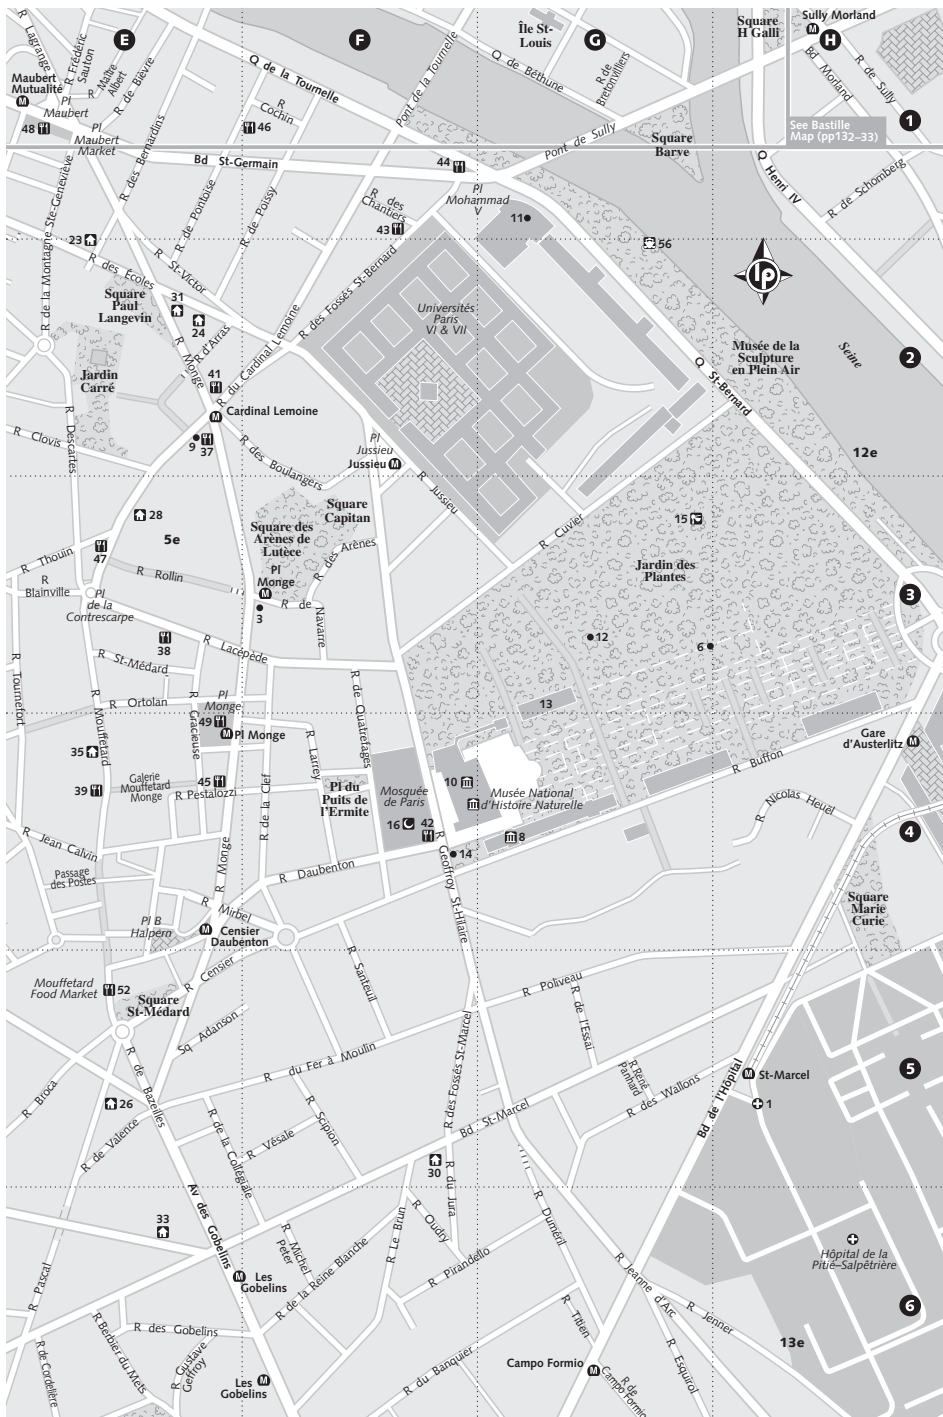 E
F
G
H
Île St-
Louis
Square
H Galli
Sully Morland
R Lagrange
R Frédéric
Sauton
R Maître
Albert
R de Bièvre
Q de la Tournelle
Pont de la Tournelle
Q de Béthune
R de
Bretonvilliers
Bd Morland
R de Sully
Maubert
Mutualité
Pl
Maubert
48
Pl
Maubert
Market
R
Cochin
46
1
See Bastille
Map (pp132–33)
Square
Barye
Pont de Sully
Bd St-Germain
44
Q Henri IV
R de Schomberg
R des Bernardins
R de Pontoise
R de Poissy
R
des
Chantiers
43
Pl
Mohammad
V
11
56
R de la Montagne Ste-Geneviève
23
R des Écoles
R St-Victor
R des Fossés St-Bernard
Square
Paul
Langevin
31
24
R d'Arras
R du Cardinal Lemoine
Universités
Paris
VI & VII
lp
Musée de la
Sculpture
en Plein Air
Seine
2
Jardin
Carré
R Monge
41
Cardinal Lemoine
Q St-Bernard
R Clovis
R Descartes
9
37
R des Boulangers
Pl
Jussieu
Jussieu
R Jussieu
12e
28
5e
Square
Capitan
Square des
Arènes de
Lutèce
R des Arènes
R Cuvier
15
Jardin des
Plantes
R Thouin
47
R
Blainville
R Rollin
Pl
Monge
3
R de
Navarre
Pl
de la
Contrescarpe
3
38
R Lacépède
12
6
R St-Médard
R Tournefort
R Ortolan
Pl
Monge
49
Pl Monge
R Gracieuse
R Mouffetard
R de Quatrefages
13
Gare
d'Austerlitz
35
R Larrey
R Buffon
39
Galerie
Mouffetard
Monge
45
R Pestalozzi
R de la Clef
Pl du
Puits de
l'Ermite
Mosquée
de Paris
16
42
10
Musée National
d'Histoire Naturelle
8
14
R Nicolas Heuel
4
R Jean Calvin
Passage
des Postes
R Monge
R Daubenton
R Geoffroy St-Hilaire
Square
Marie
Curie
R Mirbel
Pl B
Halpern
Censier
Daubenton
Mouffetard
Food Market
52
R Censier
R Santeuil
R Poliveau
R de l'Essai
Square
St-Médard
Sq Adanson
R du Fer à Moulin
R des Fossés St-Marcel
R René
Panhard
R des Wallons
Bd de l'Hôpital
St-Marcel
1
5
R Broca
26
R de Bazeilles
R de Valence
R de la Collégiale
R Vésale
R Scipion
Bd St-Marcel
30
R du Jura
33
Av des Gobelins
R Michel
Peter
R Le Brun
R Oudry
R Duméril
Hôpital de la
Pitié–Salpêtrière
R Pascal
Les
Gobelins
R de la Reine Blanche
R Pirandello
R Jeanne d'Arc
R Jenner
6
R de Cordelière
R Berbier du Mets
R des Gobelins
R Gustave
Geffroy
Les
Gobelins
R du Banquier
R Titien
Campo Formio
R de
Campo Formio
R Esquirol
13e